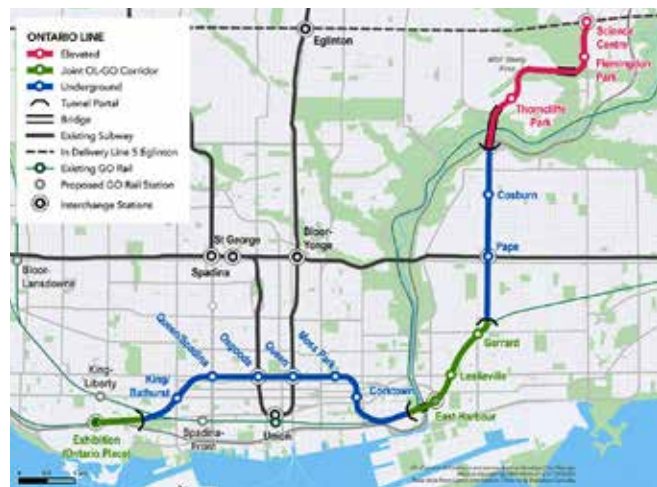 ONTARIO LINE
Elevated
Joint OL-GO Corridor
Underground
Tunnel Portal
Bridge
Existing Subway
In Delivery Line 5 Eglinton
Existing GO Rail
Proposed GO Rail Station
Interchange Stations
Eglinton
Science
Centre
Flemingdon
Park
Thorncliffe
Park
Cosburn
Pape
St George
Spadina
Bloor-
Yonge
Bloor-
Lansdowne
Queen/Spadina
Osgoode
Queen
Moss Park
King/
Bathurst
King-
Liberty
Corktown
Gerrard
Leslieville
East Harbour
Exhibition
(Ontario Place)
Spadina-
Front
Union